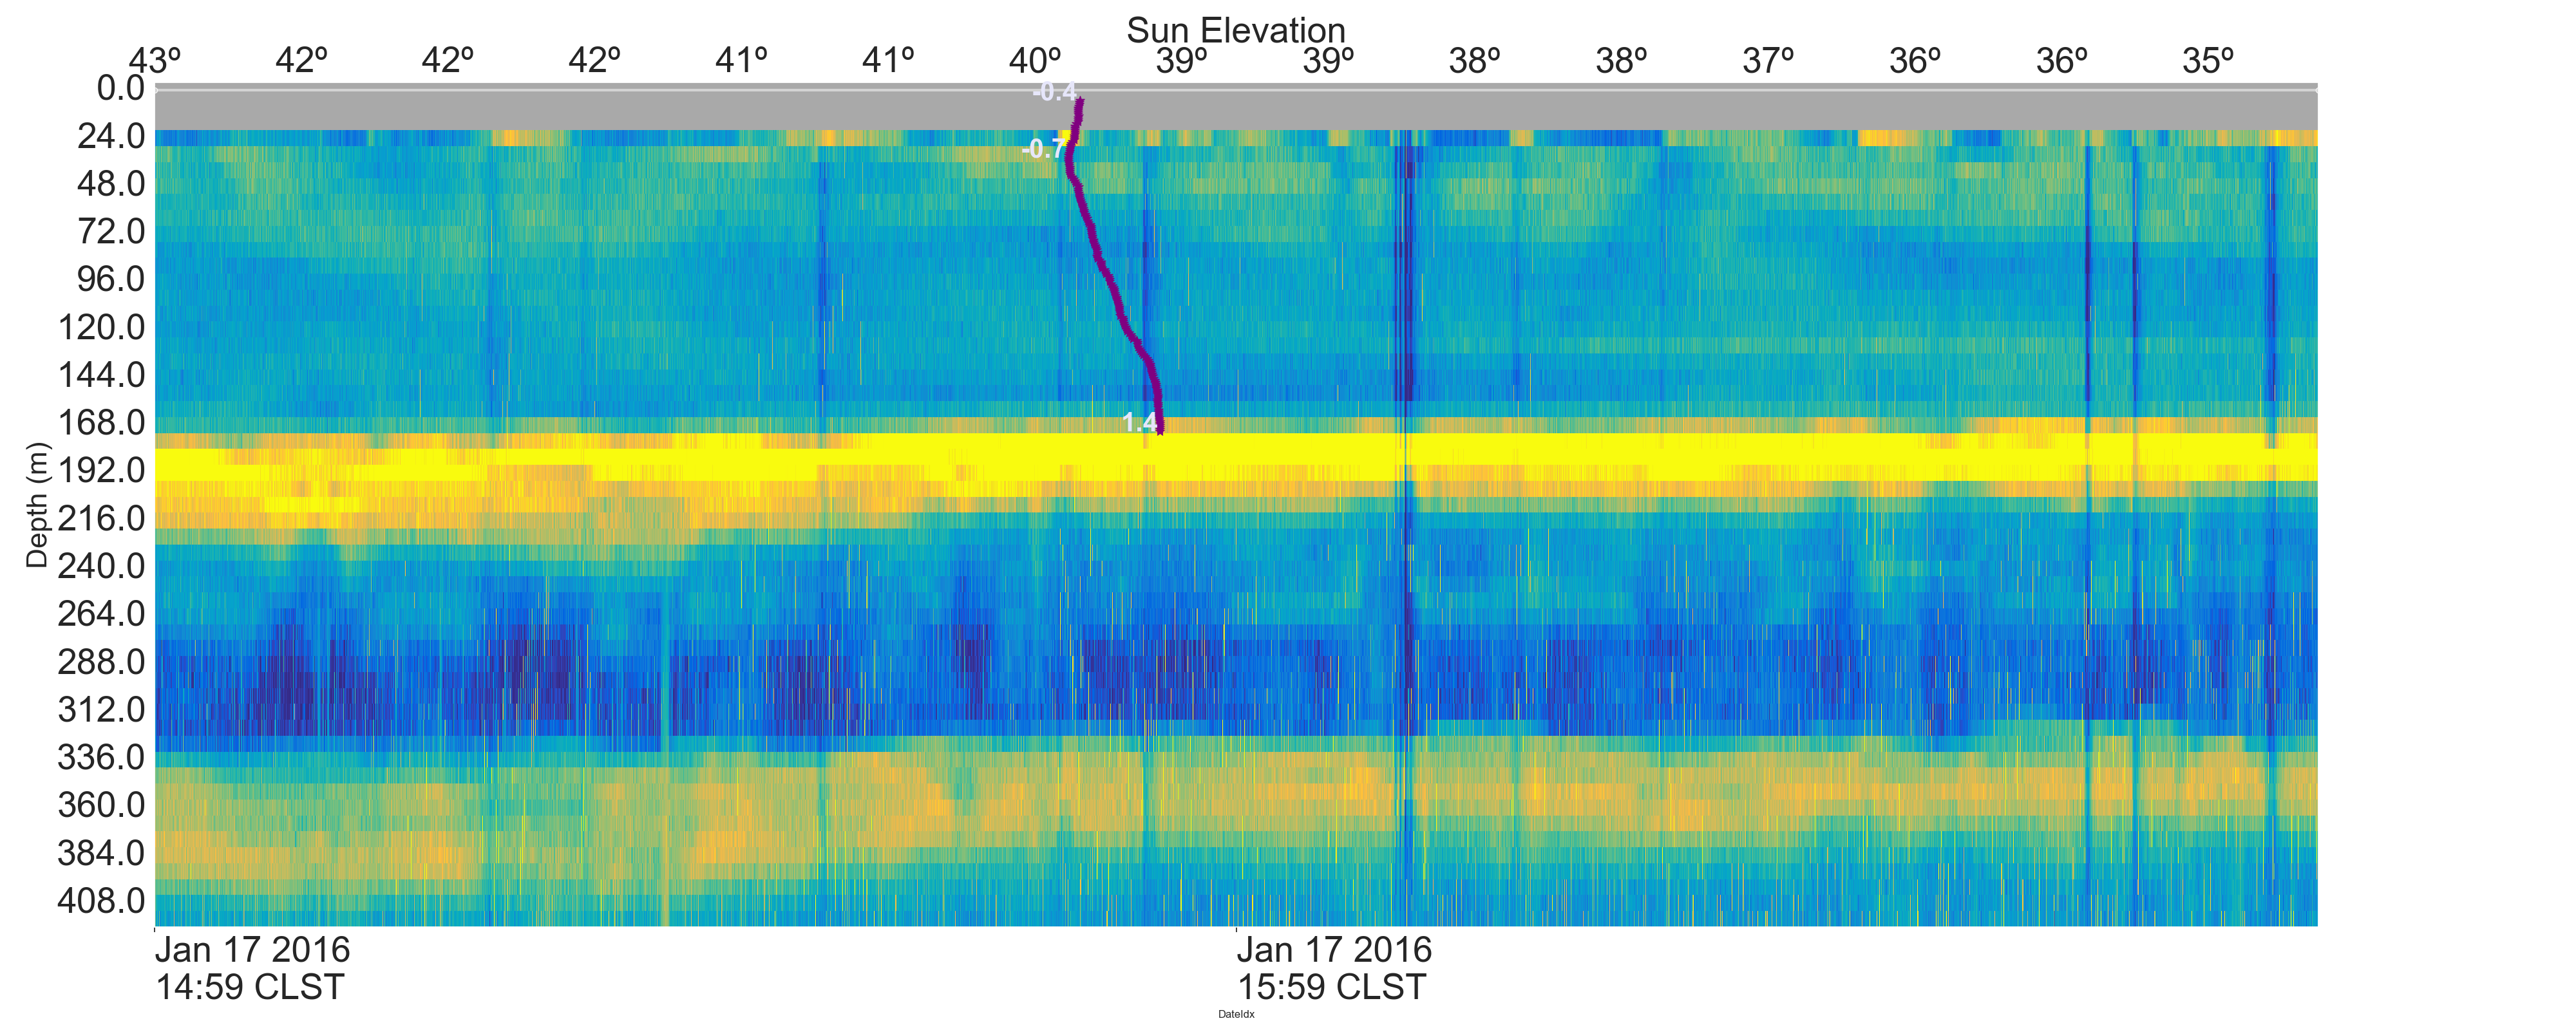 Sun Elevation
43º 42º 42º 42º 41º 41º 40º 39º 39º 38º 38º 37º 36º 36º 35º
0.0
24.0
48.0
72.0
96.0
120.0
144.0
168.0
192.0
216.0
240.0
264.0
288.0
312.0
336.0
360.0
384.0
408.0
Depth (m)
-0.4
-0.7
1.4
Jan 17 2016
14:59 CLST
Jan 17 2016
15:59 CLST
DateIdx